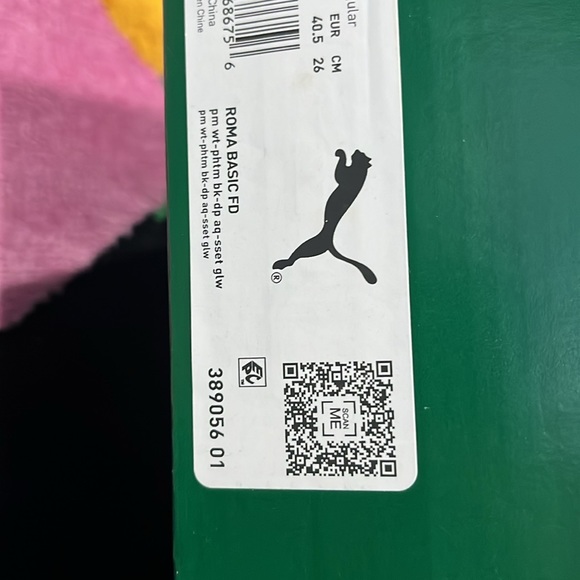 ular
EUR CM
40.5 26
68675 6
China
n Chine
ROMA BASIC FD
pm wt-phtm bk-dp aq-sset glw
pm wt-phtm bk-dp aq-sset glw
®
389056 01
SCAN
ME